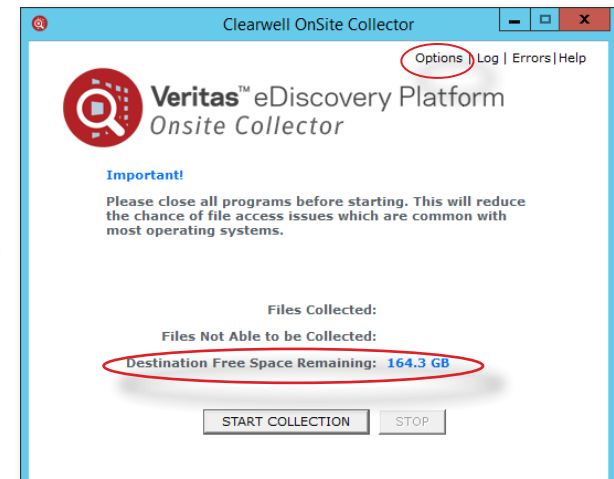 Clearwell OnSite Collector
Options | Log | Errors|Help
Veritas™ eDiscovery Platform
Onsite Collector
Important!
Please close all programs before starting. This will reduce
the chance of file access issues which are common with
most operating systems.
Files Collected:
Files Not Able to be Collected:
Destination Free Space Remaining: 164.3 GB
START COLLECTION STOP